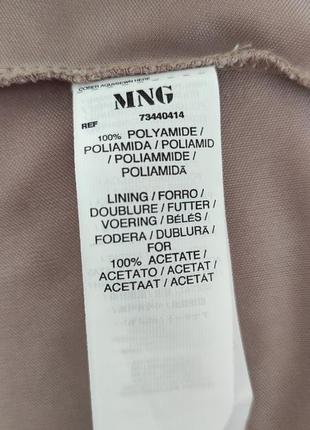 MNG
REF 73440414
100% POLYAMIDE /
POLIAMIDA / POLIAMID
/ POLIAMMIDE /
POLIAMIDĂ
LINING / FORRO /
DOUBLURE / FUTTER /
VOERING / BÉLÉS /
FODERA / DUBLURĂ /
FOR
100% ACETATE /
ACETATO / ACETAT /
ACETAAT / ACETÁT